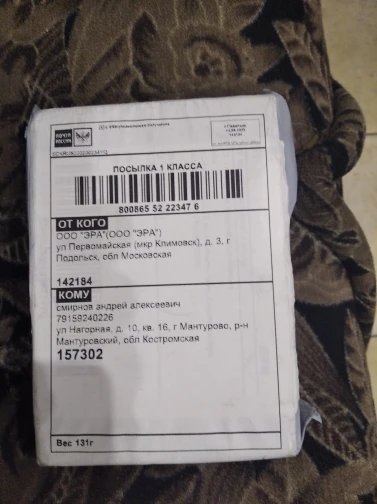 ПОЧТА
РОССИИ
ПОСЫЛКА 1 КЛАССА
800865 52 22347 6
ОТ КОГО
ООО "ЭРА"(ООО "ЭРА")
ул Первомайская (мкр Климовск), д. 3, г
Подольск, обл Московская
142184
КОМУ
смирнов андрей алексеевич
79159240226
ул Нагорная, д. 10, кв. 16, г Мантурово, р-н
Мантуровский, обл Костромская
157302
Вес 131г